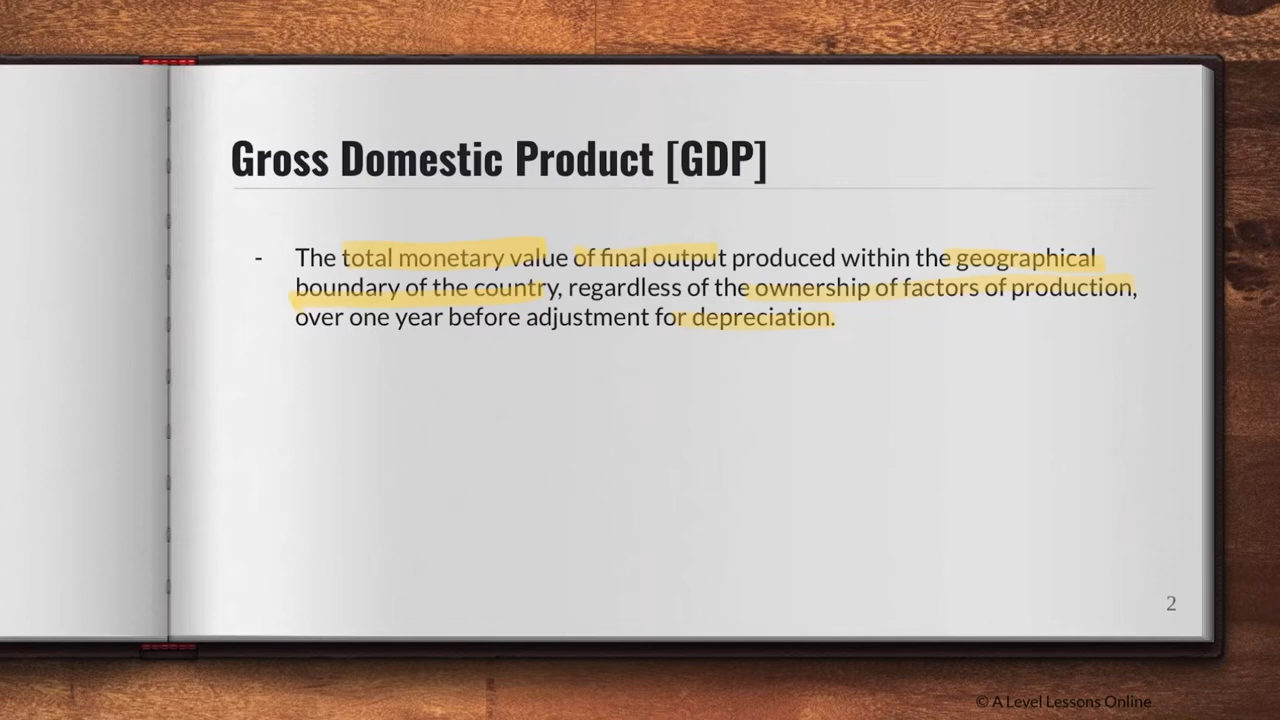 Gross Domestic Product [GDP]
- The total monetary value of final output produced within the geographical
boundary of the country, regardless of the ownership of factors of production,
over one year before adjustment for depreciation.
2
© A Level Lessons Online